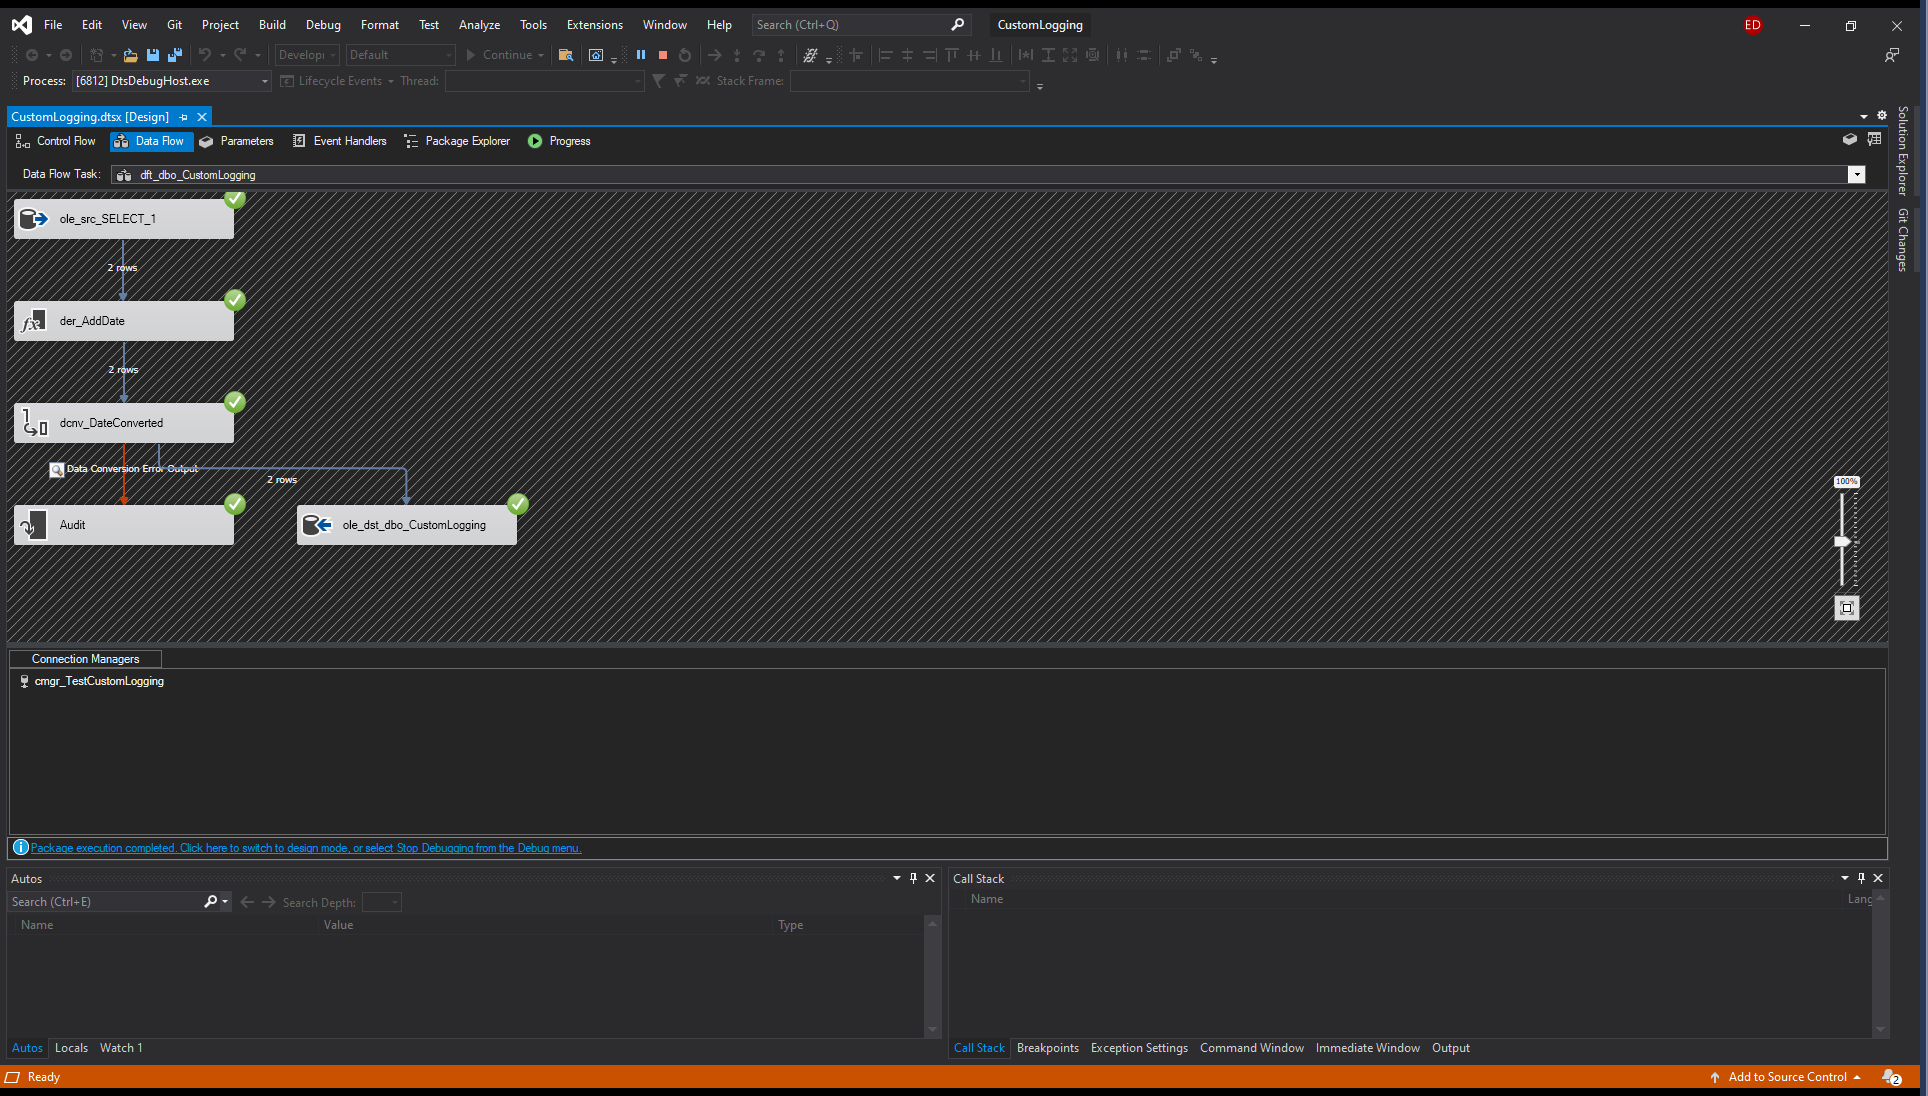 File Edit View Git Project Build Debug Format Test Analyze Tools Extensions Window Help Search (Ctrl+Q) CustomLogging ED
Develop Default Continue
Process: [6812] DtsDebugHost.exe Lifecycle Events Thread: Stack Frame:
CustomLogging.dtsx [Design]
Control Flow Data Flow Parameters Event Handlers Package Explorer Progress
Data Flow Task: dft_dbo_CustomLogging
Solution Explorer
Git Changes
ole_src_SELECT_1
2 rows
der_AddDate
2 rows
dcnv_DateConverted
Data Conversion Error Output
2 rows
Audit
ole_dst_dbo_CustomLogging
100%
Connection Managers
cmgr_TestCustomLogging
Package execution completed. Click here to switch to design mode, or select Stop Debugging from the Debug menu.
Autos
Search (Ctrl+E) Search Depth:
Name Value Type
Autos Locals Watch 1
Call Stack
Name Lang
Call Stack Breakpoints Exception Settings Command Window Immediate Window Output
Ready Add to Source Control 2